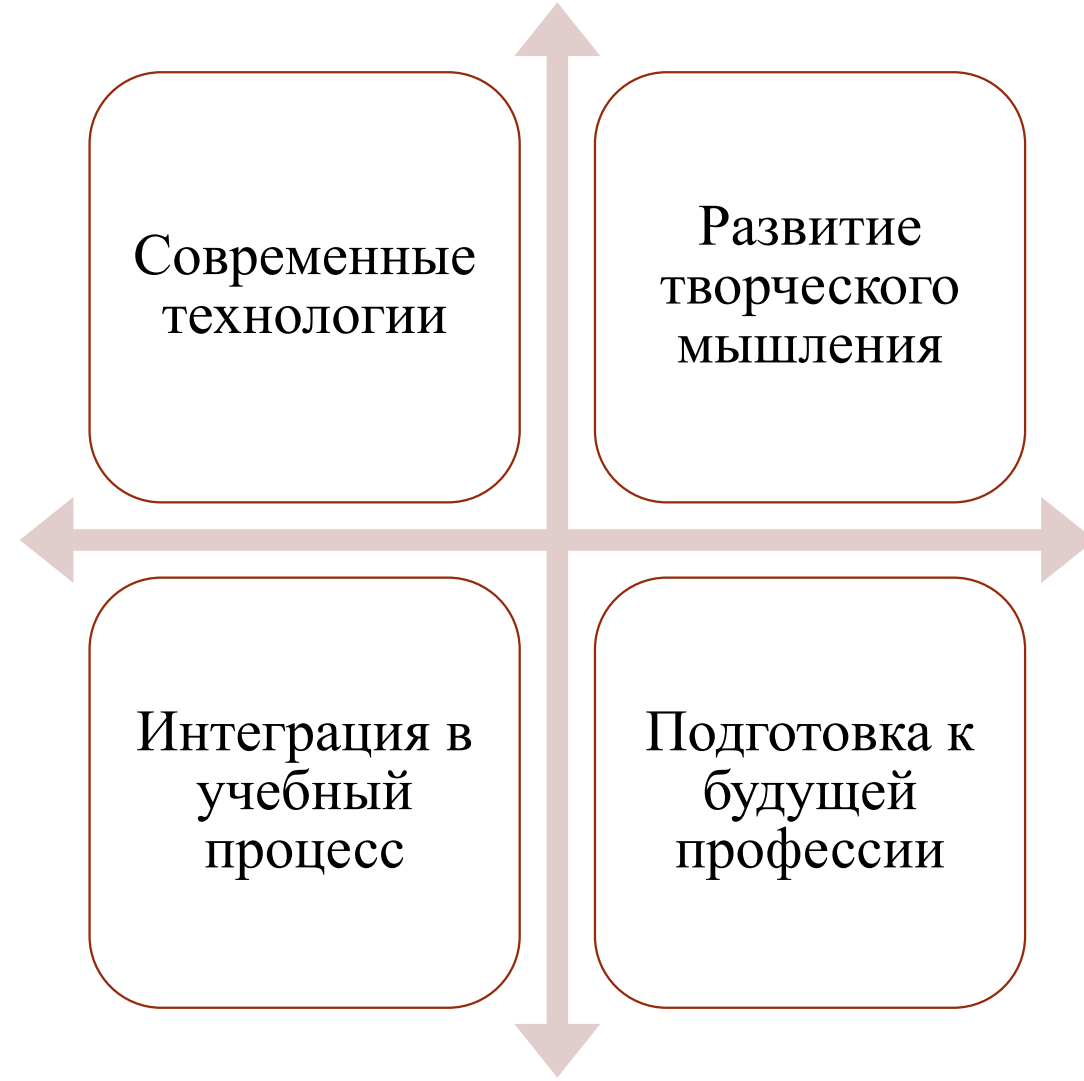 Современные
технологии
Развитие
творческого
мышления
Интеграция в
учебный
процесс
Подготовка к
будущей
профессии